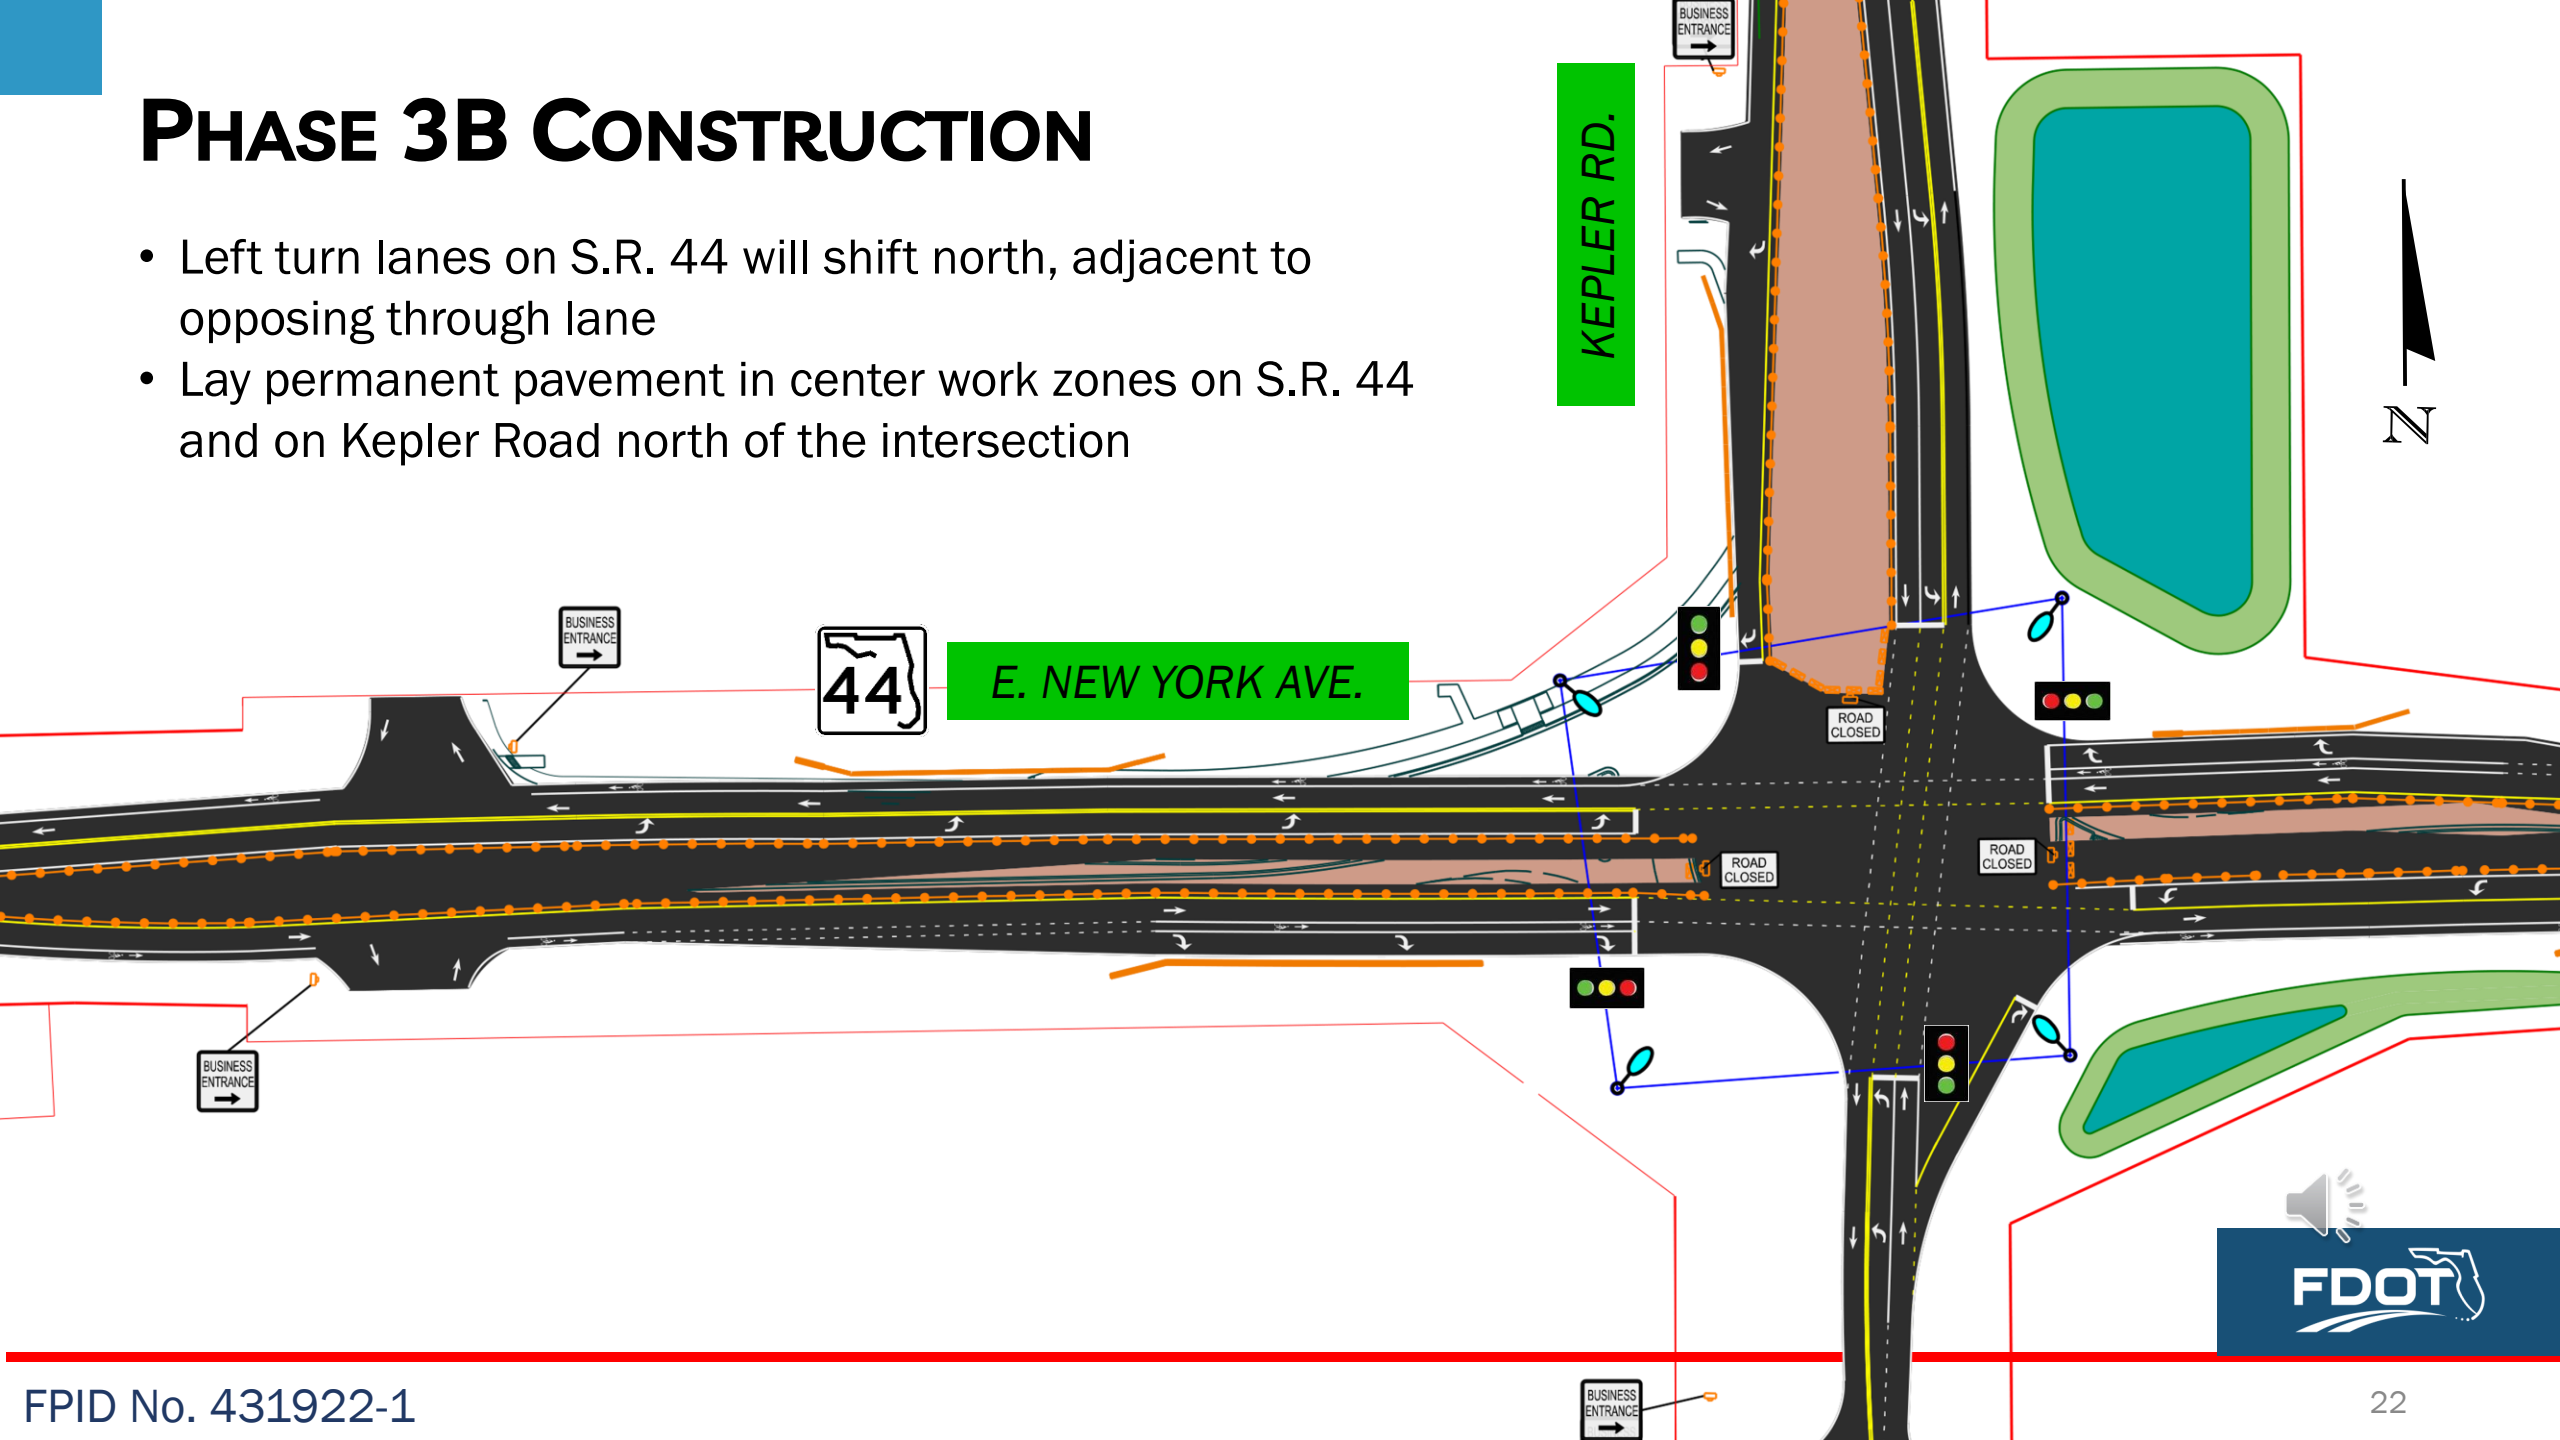 BUSINESS
ENTRANCE
PHASE 3B CONSTRUCTION
KEPLER RD.
• Left turn lanes on S.R. 44 will shift north, adjacent to
opposing through lane
• Lay permanent pavement in center work zones on S.R. 44
and on Kepler Road north of the intersection
N
BUSINESS
ENTRANCE
44
E. NEW YORK AVE.
ROAD
CLOSED
ROAD
CLOSED
ROAD
CLOSED
BUSINESS
ENTRANCE
FDOT
BUSINESS
ENTRANCE
FPID No. 431922-1
22